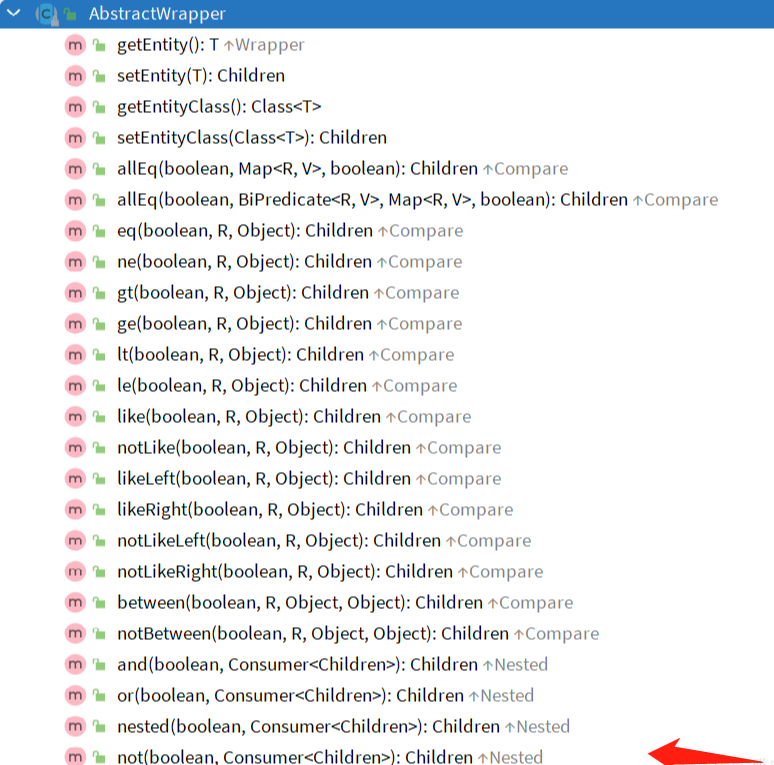 AbstractWrapper
m getEntity(): T ↑Wrapper
m setEntity(T): Children
m getEntityClass(): Class<T>
m setEntityClass(Class<T>): Children
m allEq(boolean, Map<R, V>, boolean): Children ↑Compare
m allEq(boolean, BiPredicate<R, V>, Map<R, V>, boolean): Children ↑Compare
m eq(boolean, R, Object): Children ↑Compare
m ne(boolean, R, Object): Children ↑Compare
m gt(boolean, R, Object): Children ↑Compare
m ge(boolean, R, Object): Children ↑Compare
m lt(boolean, R, Object): Children ↑Compare
m le(boolean, R, Object): Children ↑Compare
m like(boolean, R, Object): Children ↑Compare
m notLike(boolean, R, Object): Children ↑Compare
m likeLeft(boolean, R, Object): Children ↑Compare
m likeRight(boolean, R, Object): Children ↑Compare
m notLikeLeft(boolean, R, Object): Children ↑Compare
m notLikeRight(boolean, R, Object): Children ↑Compare
m between(boolean, R, Object, Object): Children ↑Compare
m notBetween(boolean, R, Object, Object): Children ↑Compare
m and(boolean, Consumer<Children>): Children ↑Nested
m or(boolean, Consumer<Children>): Children ↑Nested
m nested(boolean, Consumer<Children>): Children ↑Nested
m not(boolean, Consumer<Children>): Children ↑Nested